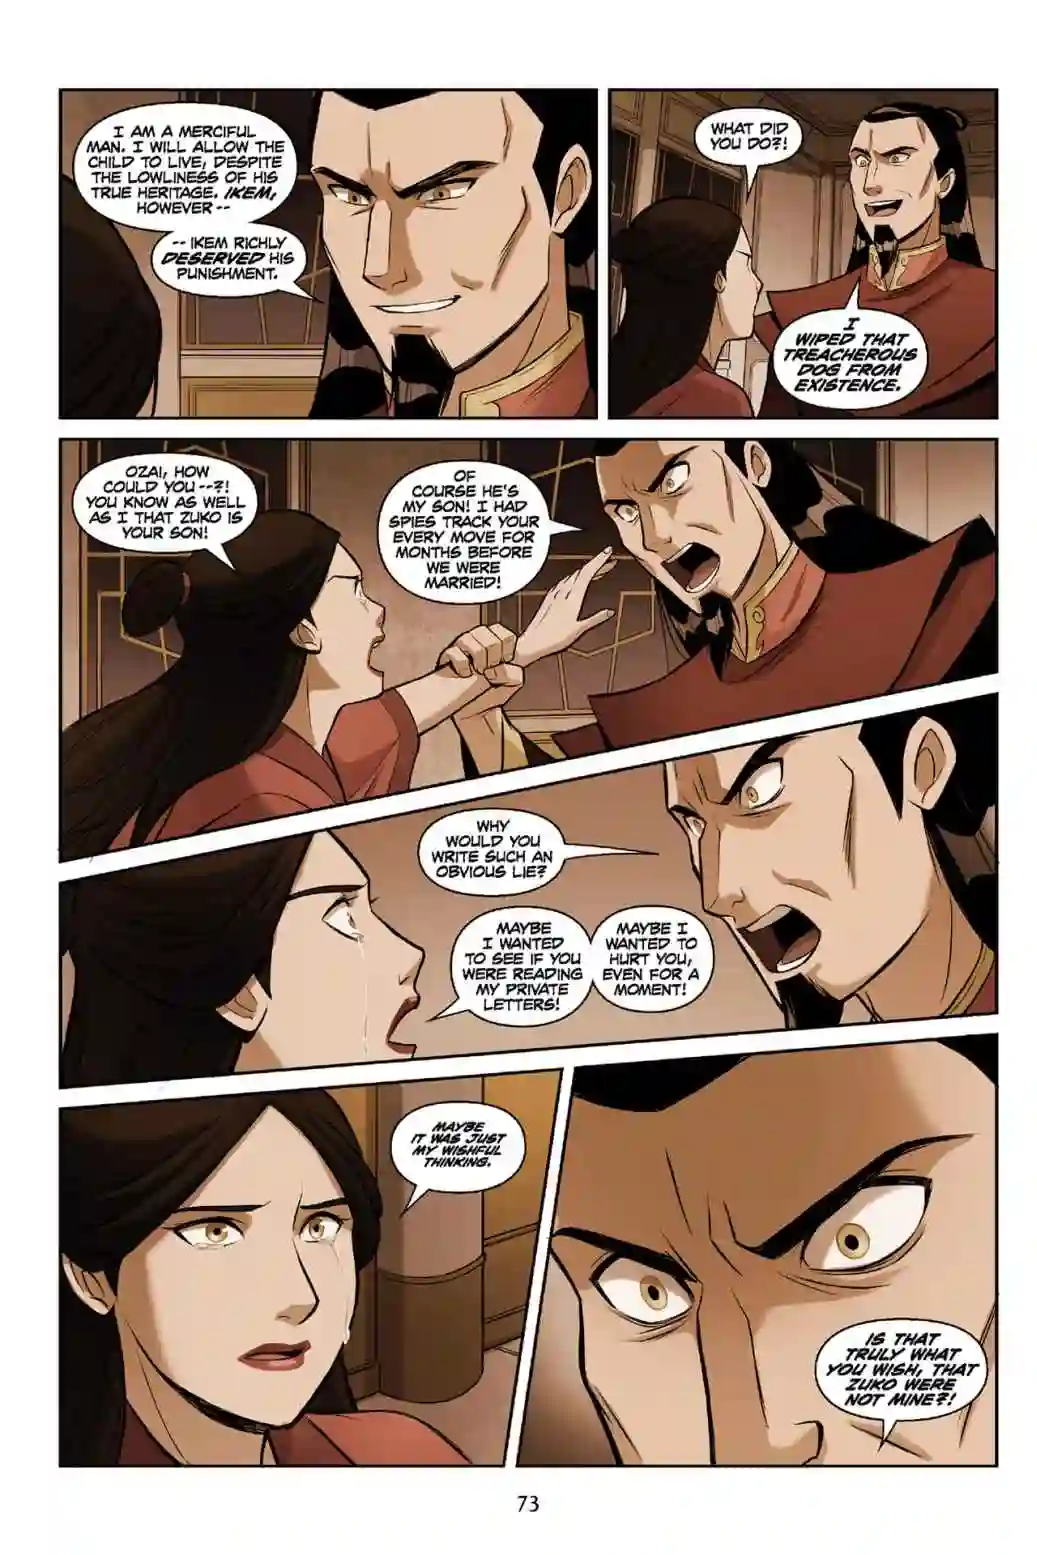 I AM A MERCIFUL
MAN. I WILL ALLOW THE
CHILD TO LIVE, DESPITE
THE LOWLINESS OF HIS
TRUE HERITAGE. IKEM,
HOWEVER --
-- IKEM RICHLY
DESERVED HIS
PUNISHMENT.
WHAT DID
YOU DO?!
I
WIPED THAT
TREACHEROUS
DOG FROM
EXISTENCE.
OZAI, HOW
COULD YOU --?!
YOU KNOW AS WELL
AS I THAT ZUKO IS
YOUR SON!
OF
COURSE HE'S
MY SON! I HAD
SPIES TRACK YOUR
EVERY MOVE FOR
MONTHS BEFORE
WE WERE
MARRIED!
WHY
WOULD YOU
WRITE SUCH AN
OBVIOUS LIE?
MAYBE
I WANTED
TO SEE IF YOU
WERE READING
MY PRIVATE
LETTERS!
MAYBE I
WANTED TO
HURT YOU,
EVEN FOR A
MOMENT!
MAYBE
IT WAS JUST
MY WISHFUL
THINKING.
IS THAT
TRULY WHAT
YOU WISH, THAT
ZUKO WERE
NOT MINE?!
73